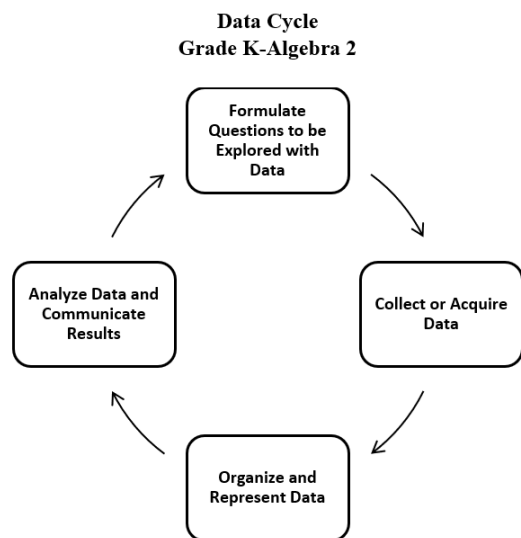 Data Cycle
Grade K-Algebra 2
Formulate
Questions to be
Explored with
Data
Collect or Acquire
Data
Organize and
Represent Data
Analyze Data and
Communicate
Results